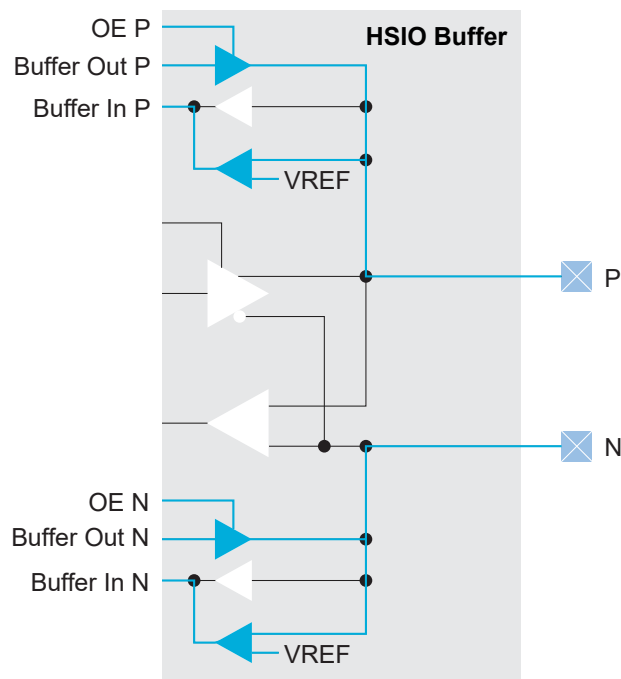 OE P
HSIO Buffer
Buffer Out P
Buffer In P
VREF
P
N
OE N
Buffer Out N
Buffer In N
VREF